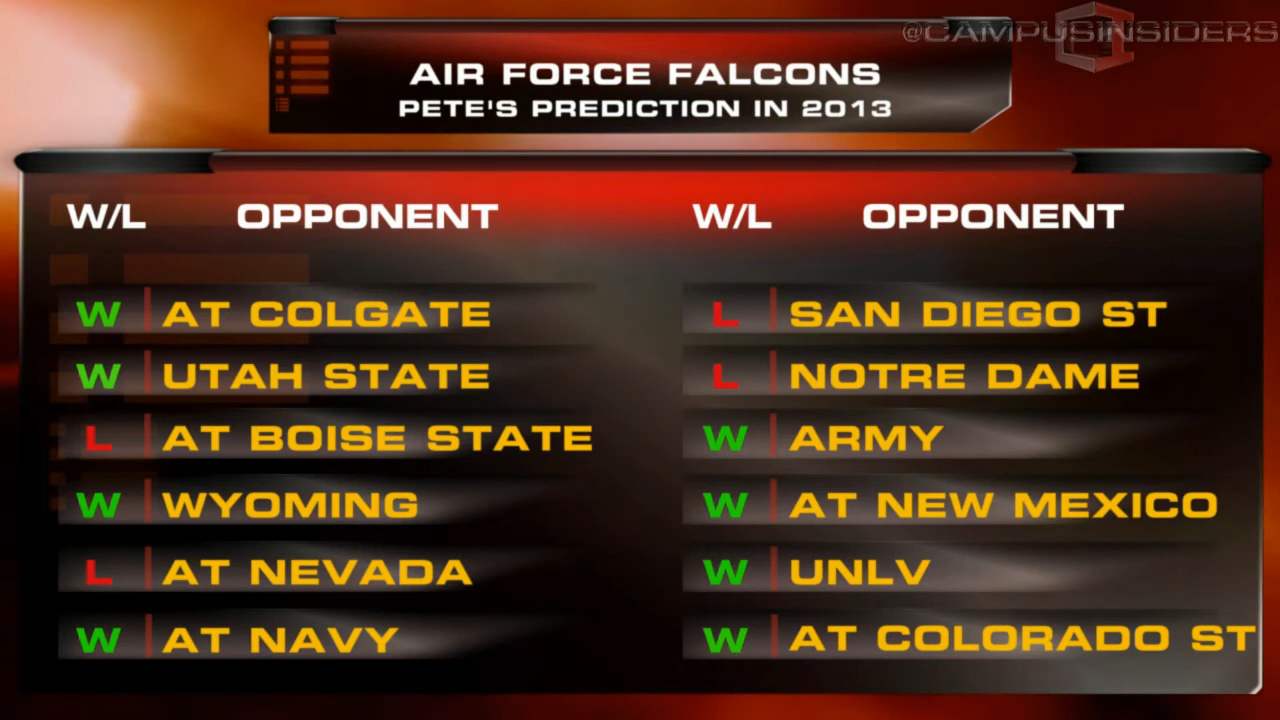 @CAMPUSINSIDERS
AIR FORCE FALCONS
PETE'S PREDICTION IN 2013
W/L OPPONENT
W AT COLGATE
W UTAH STATE
L AT BOISE STATE
W WYOMING
L AT NEVADA
W AT NAVY
W/L OPPONENT
L SAN DIEGO ST
L NOTRE DAME
W ARMY
W AT NEW MEXICO
W UNLV
W AT COLORADO ST